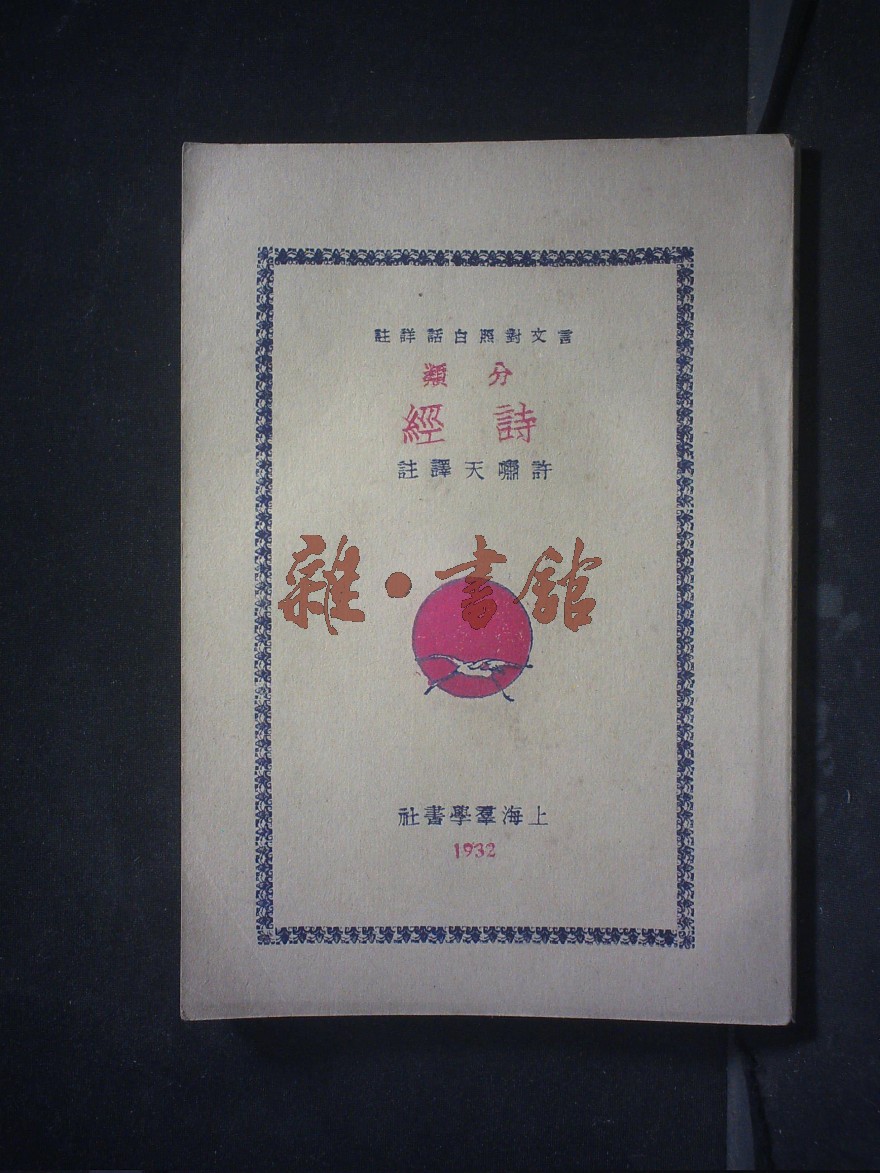 言文對照白話詳註
分類
詩經
許嘯天譯註
雜·書館
上海羣學書社
1932